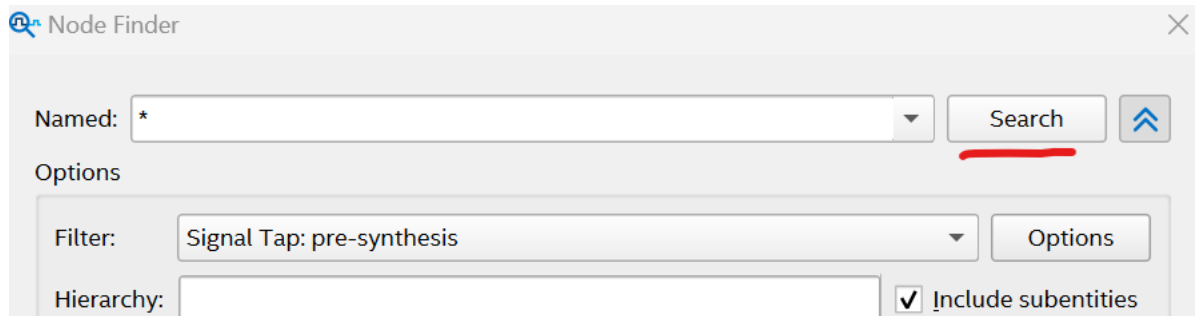 Node Finder
Named: * Search
Options
Filter: Signal Tap: pre-synthesis Options
Hierarchy: Include subentities